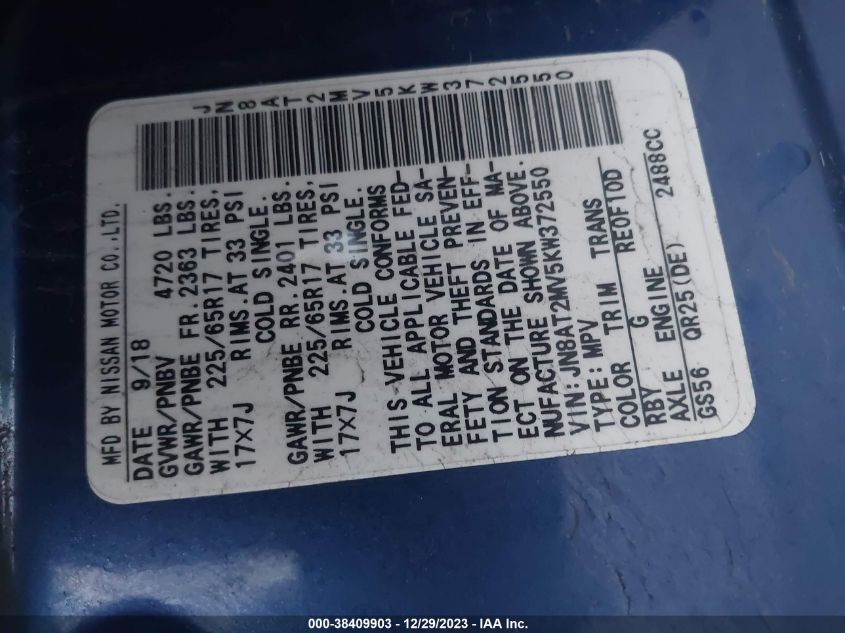 MFD BY NISSAN MOTOR CO.,LTD.
DATE 9/18
GVWR/PNBV 4720 LBS.
GAWR/PNBE FR.2363 LBS.
WITH 225/65R17 TIRES,
17X7J RIMS.AT 33 PSI
COLD SINGLE.
GAWR/PNBE RR.2401 LBS.
WITH 225/65R17 TIRES,
17X7J RIMS.AT 33 PSI
COLD SINGLE.
THIS VEHICLE CONFORMS
TO ALL APPLICABLE FED-
ERAL MOTOR VEHICLE SA-
FETY AND THEFT PREVEN-
TION STANDARDS IN EFF-
ECT ON THE DATE OF MA-
NUFACTURE SHOWN ABOVE.
VIN:JN8AT2MV5KW372550
TYPE:MPV
COLOR TRIM TRANS
RBY G RE0F10D
AXLE ENGINE
GS56 QR25(DE) 2488CC
JN8AT2MV5KW372550
000-38409903 - 12/29/2023 - IAA Inc.